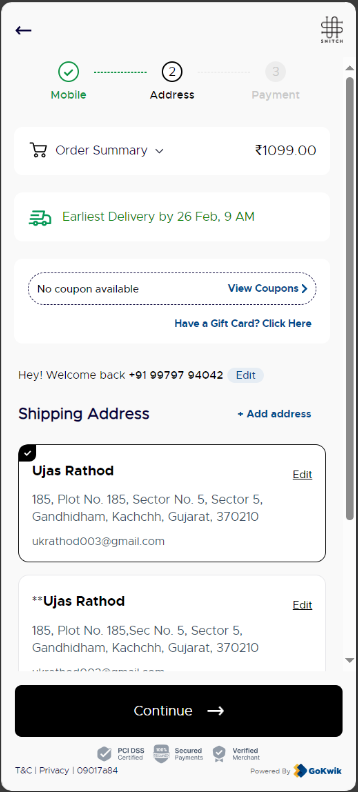 SNITCH
2 3
Mobile Address Payment
Order Summary ₹1099.00
Earliest Delivery by 26 Feb, 9 AM
No coupon available View Coupons
Have a Gift Card? Click Here
Hey! Welcome back +91 99797 94042 Edit
Shipping Address + Add address
Ujas Rathod Edit
185, Plot No. 185, Sector No. 5, Sector 5,
Gandhidham, Kachchh, Gujarat, 370210
ukrathod003@gmail.com
**Ujas Rathod Edit
185, Plot No. 185,Sec No. 5, Sector 5,
Gandhidham, Kachchh, Gujarat, 370210
ukrathod003@gmail.com
Continue
PCI DSS Certified Secured Payments Verified Merchant
T&C | Privacy | 09017a84 Powered By GoKwik